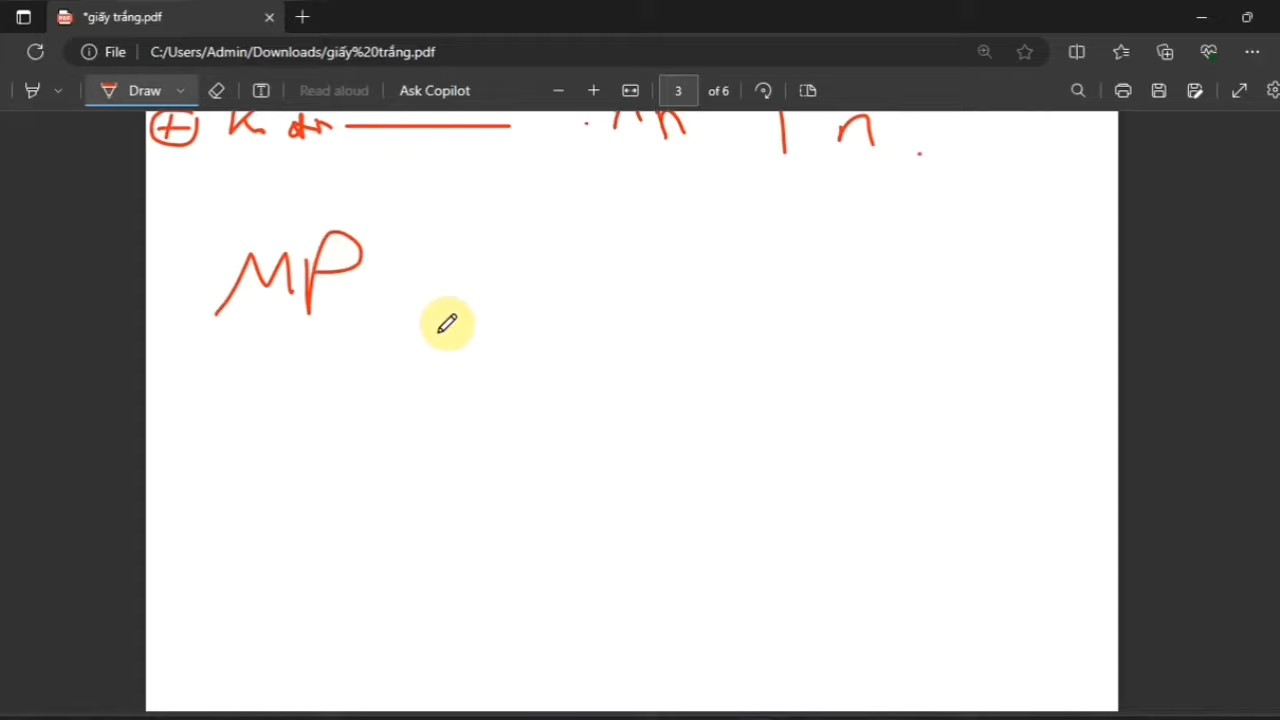 *giấy trắng.pdf
File C:/Users/Admin/Downloads/giấy%20trắng.pdf
Draw Read aloud Ask Copilot 3 of 6
n
MP